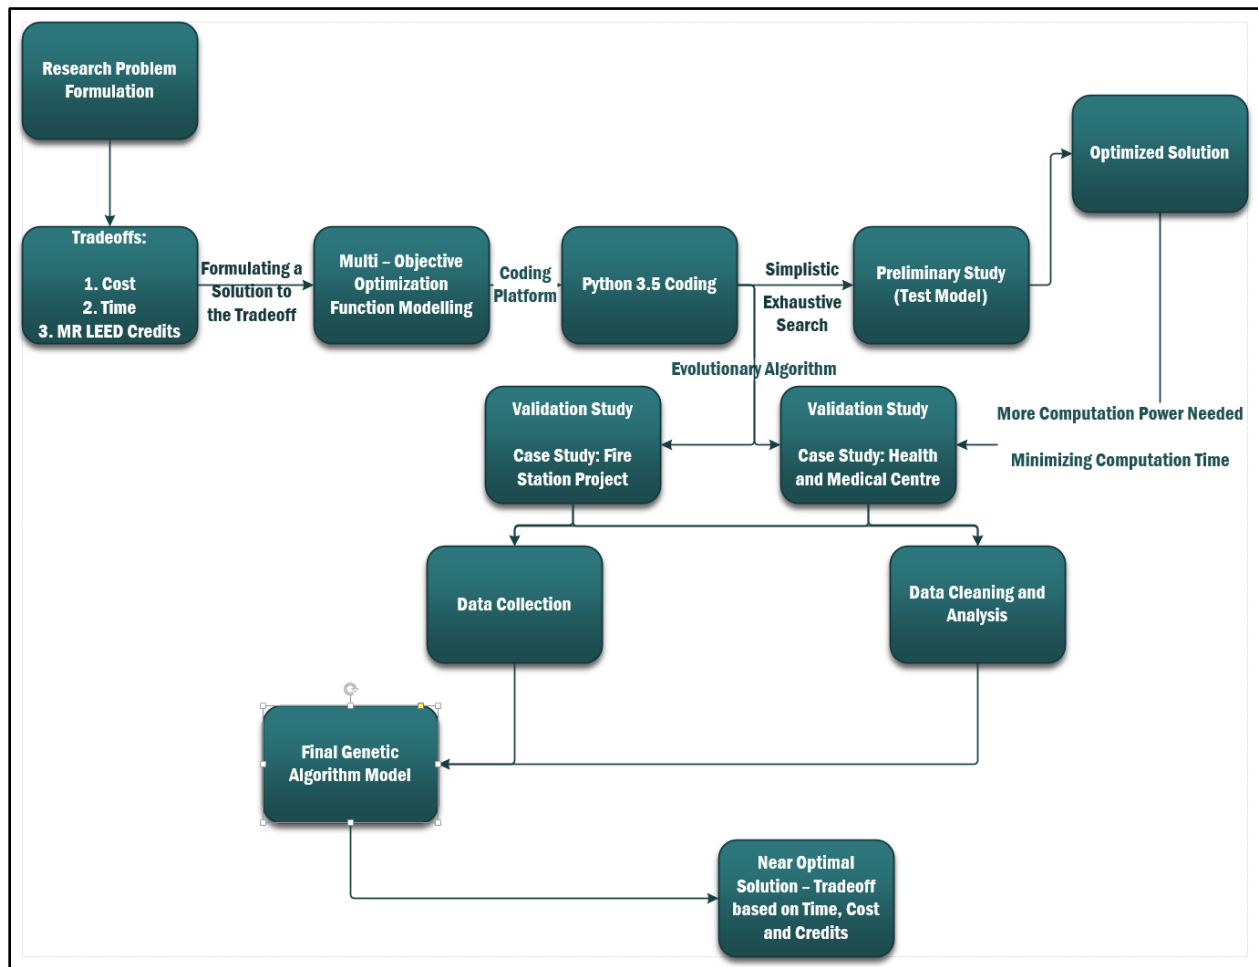 Research Problem
Formulation
Optimized Solution
Tradeoffs:
1. Cost
2. Time
3. MR LEED Credits
Formulating a
Solution to
the Tradeoff
Multi – Objective
Optimization
Function Modelling
Coding
Platform
Python 3.5 Coding
Simplistic
Exhaustive
Search
Preliminary Study
(Test Model)
Evolutionary Algorithm
Validation Study
Case Study: Fire
Station Project
Validation Study
Case Study: Health
and Medical Centre
More Computation Power Needed
Minimizing Computation Time
Data Collection
Data Cleaning and
Analysis
Final Genetic
Algorithm Model
Near Optimal
Solution – Tradeoff
based on Time, Cost
and Credits